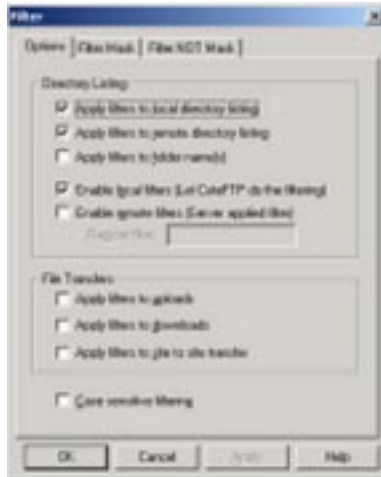 Filter
Options Filter Mask Filter NOT Mask
Directory Listing
Apply filters to local directory listing
Apply filters to remote directory listing
Apply filters to folder name(s)
Enable local filters (Let CuteFTP do the filtering)
Enable remote filters (Server applied filter)
Remote filter:
File Transfers
Apply filters to uploads
Apply filters to downloads
Apply filters to site to site transfer
Case sensitive filtering
OK Cancel Apply Help